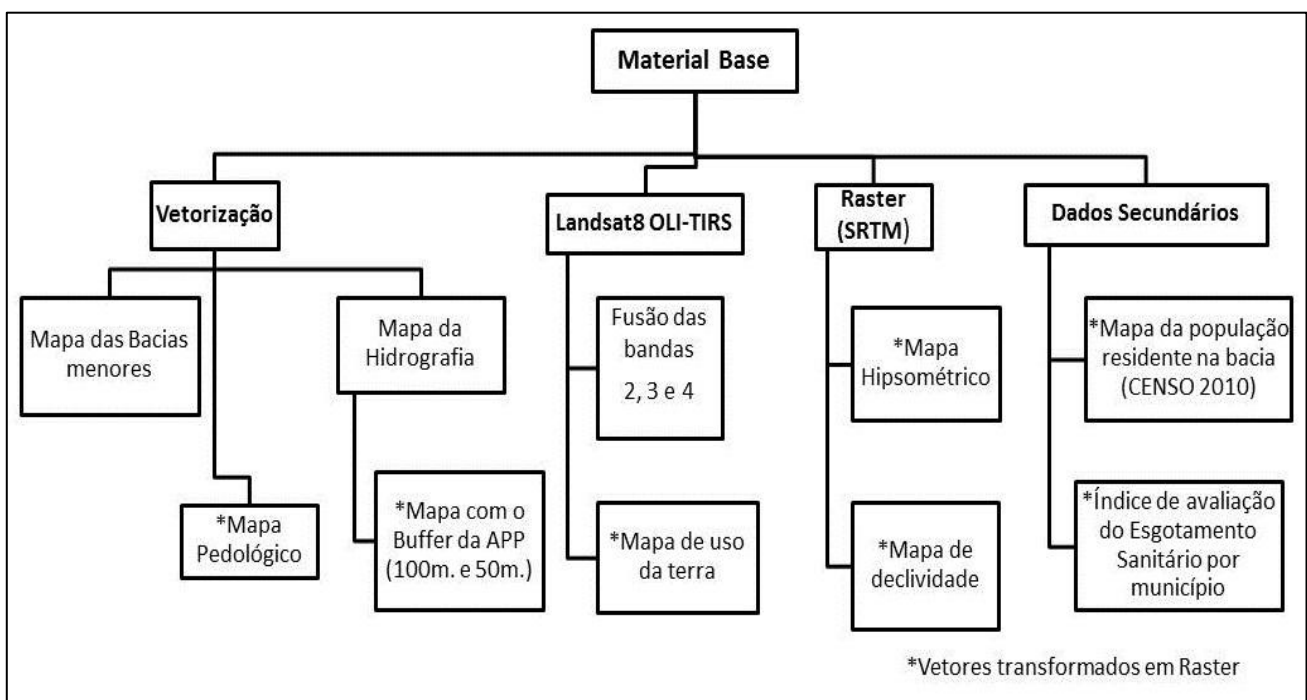 Material Base
Vetorização
Landsat8 OLI-TIRS
Raster
(SRTM)
Dados Secundários
Mapa das Bacias
menores
Mapa da
Hidrografia
*Mapa
Pedológico
*Mapa com o
Buffer da APP
(100m. e 50m.)
Fusão das
bandas
2, 3 e 4
*Mapa de uso
da terra
*Mapa
Hipsométrico
*Mapa de
declividade
*Mapa da população
residente na bacia
(CENSO 2010)
*Índice de avaliação
do Esgotamento
Sanitário por
município
*Vetores transformados em Raster